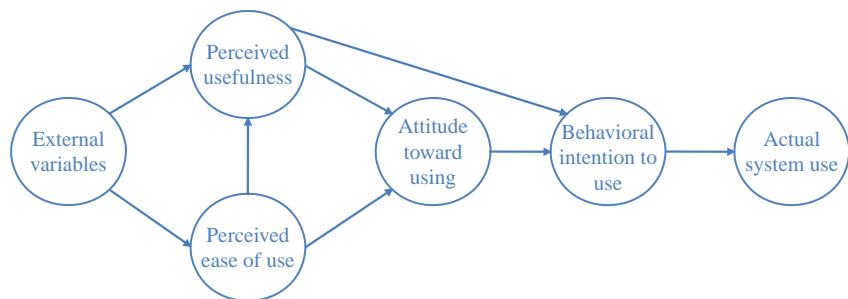 Perceived
usefulness
External
variables
Attitude
toward
using
Behavioral
intention to
use
Actual
system use
Perceived
ease of use